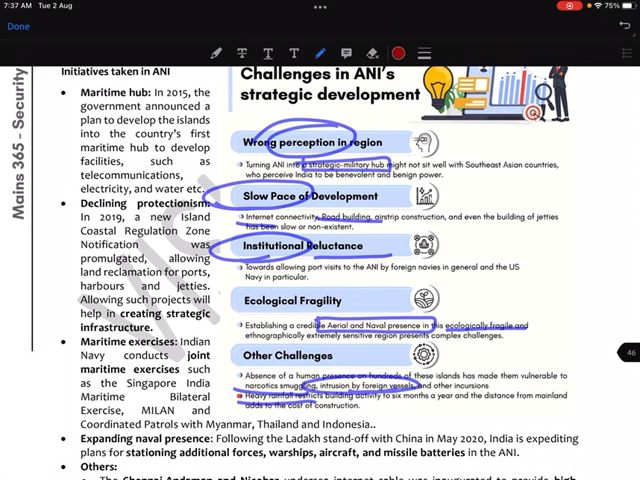 7:37 AM Tue 2 Aug
75%
Done
Mains 365 - Security
Initiatives taken in ANI
Maritime hub: In 2015, the
government announced a
plan to develop the islands
into the country's first
maritime hub to develop
facilities, such as
telecommunications,
electricity, and water etc.
Declining protectionism:
In 2019, a new Island
Coastal Regulation Zone
Notification was
promulgated, allowing
land reclamation for ports,
harbours and jetties.
Allowing such projects will
help in creating strategic
infrastructure.
Maritime exercises: Indian
Navy conducts joint
maritime exercises such
as the Singapore India
Maritime Bilateral
Exercise, MILAN and
Coordinated Patrols with Myanmar, Thailand and Indonesia..
Challenges in ANI's
strategic development
Wrong perception in region
Turning ANI into a strategic-military hub might not sit well with Southeast Asian countries,
who perceive India to be benevolent and benign power.
Slow Pace of Development
Internet connectivity, Road building, airstrip construction, and even the building of jetties
has been slow or non-existent.
Institutional Reluctance
Towards allowing port visits to the ANI by foreign navies in general and the US
Navy in particular.
Ecological Fragility
Establishing a credible Aerial and Naval presence in this ecologically fragile and
ethnographically extremely sensitive region presents complex challenges.
Other Challenges
Absence of a human presence on hundreds of these islands has made them vulnerable to
narcotics smugg, intrusion by foreign vessels, and other incursions
Heavy rainfall restricts building activity to six months a year and the distance from mainland
adds to the cost of construction.
Expanding naval presence: Following the Ladakh stand-off with China in May 2020, India is expediting
plans for stationing additional forces, warships, aircraft, and missile batteries in the ANI.
Others:
The Chennai-Andaman and Nicobar undersea internet cable was inaugurated to provide high
46